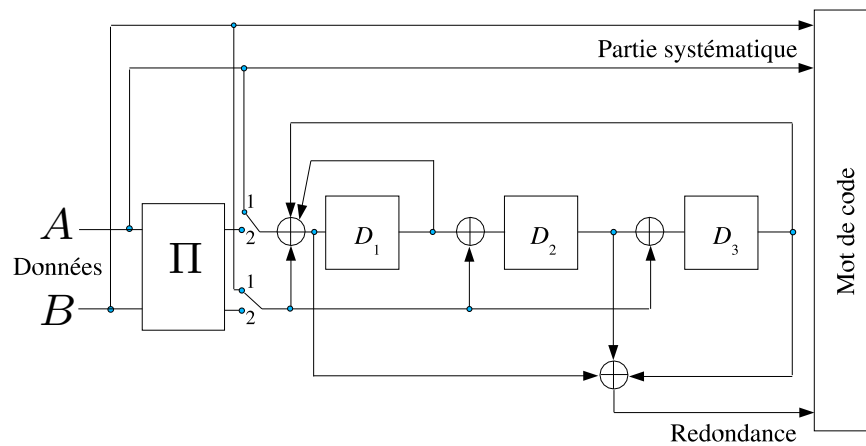 Partie systématique
A
Données
B
Π
1
2
1
2
D1
D2
D3
Mot de code
Redondance